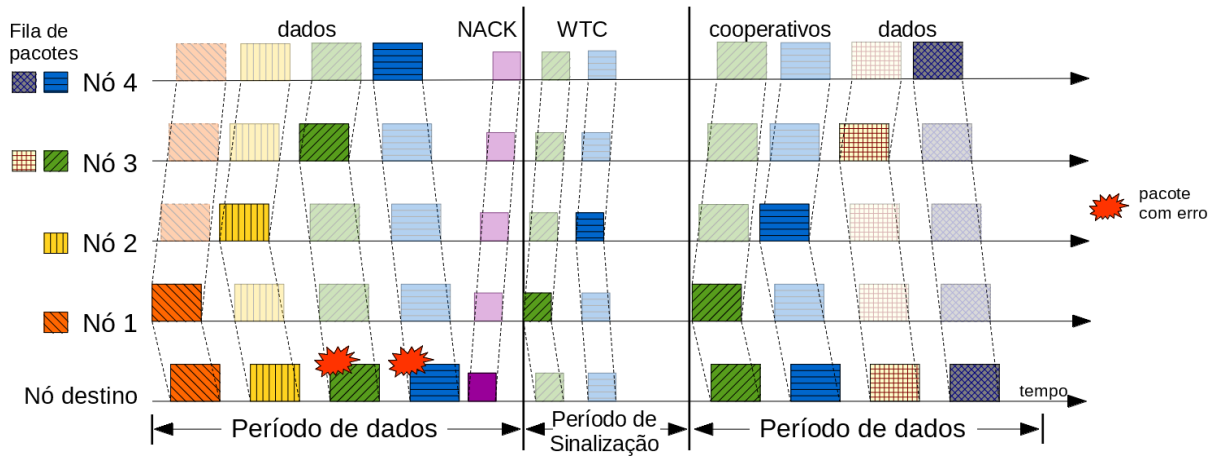 dados
NACK
WTC
cooperativos
dados
Fila de
pacotes
Nó 4
Nó 3
Nó 2
Nó 1
Nó destino
pacote
com erro
tempo
Período de dados
Período de
Sinalização
Período de dados